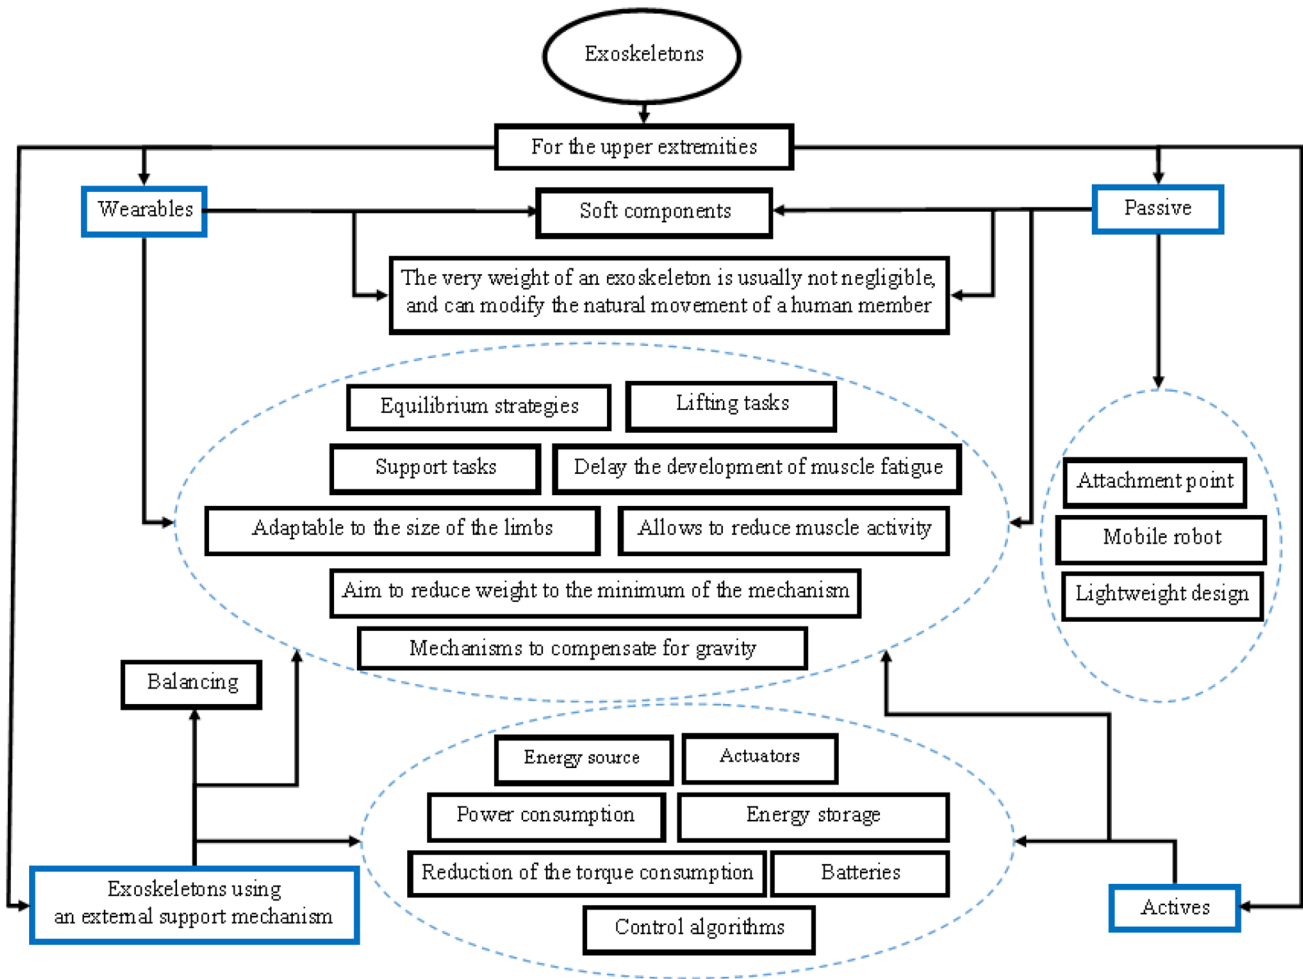 Exoskeletons
For the upper extremities
Wearables
Soft components
Passive
The very weight of an exoskeleton is usually not negligible,
and can modify the natural movement of a human member
Equilibrium strategies
Lifting tasks
Support tasks
Delay the development of muscle fatigue
Attachment point
Adaptable to the size of the limbs
Allows to reduce muscle activity
Mobile robot
Aim to reduce weight to the minimum of the mechanism
Lightweight design
Mechanisms to compensate for gravity
Balancing
Energy source
Actuators
Power consumption
Energy storage
Reduction of the torque consumption
Batteries
Exoskeletons using
an external support mechanism
Control algorithms
Actives